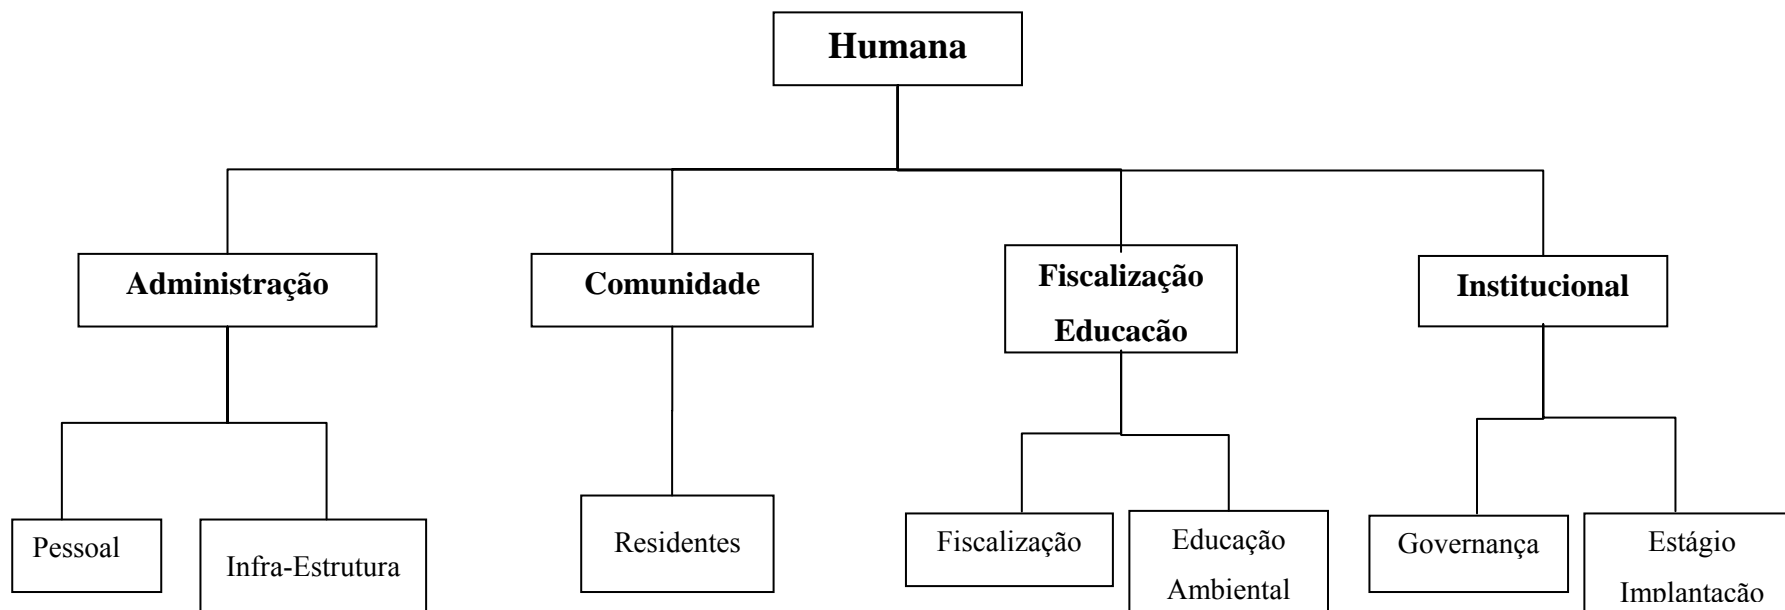 Humana
Administração
Comunidade
Fiscalização
Educacão
Institucional
Pessoal
Infra-Estrutura
Residentes
Fiscalização
Educação
Ambiental
Governança
Estágio
Implantacão